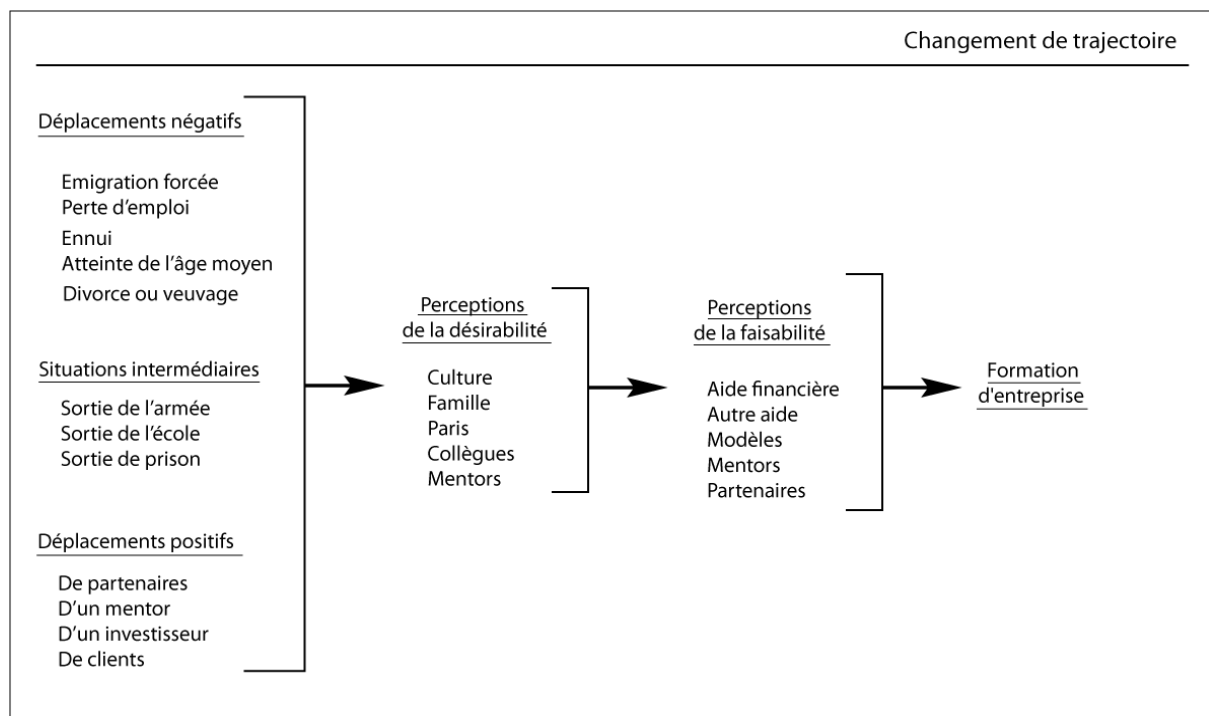 Changement de trajectoire
Déplacements négatifs
Emigration forcée
Perte d'emploi
Ennui
Atteinte de l'âge moyen
Divorce ou veuvage
Situations intermédiaires
Sortie de l'armée
Sortie de l'école
Sortie de prison
Déplacements positifs
De partenaires
D'un mentor
D'un investisseur
De clients
Perceptions
de la désirabilité
Culture
Famille
Paris
Collègues
Mentors
Perceptions
de la faisabilité
Aide financière
Autre aide
Modèles
Mentors
Partenaires
Formation
d'entreprise